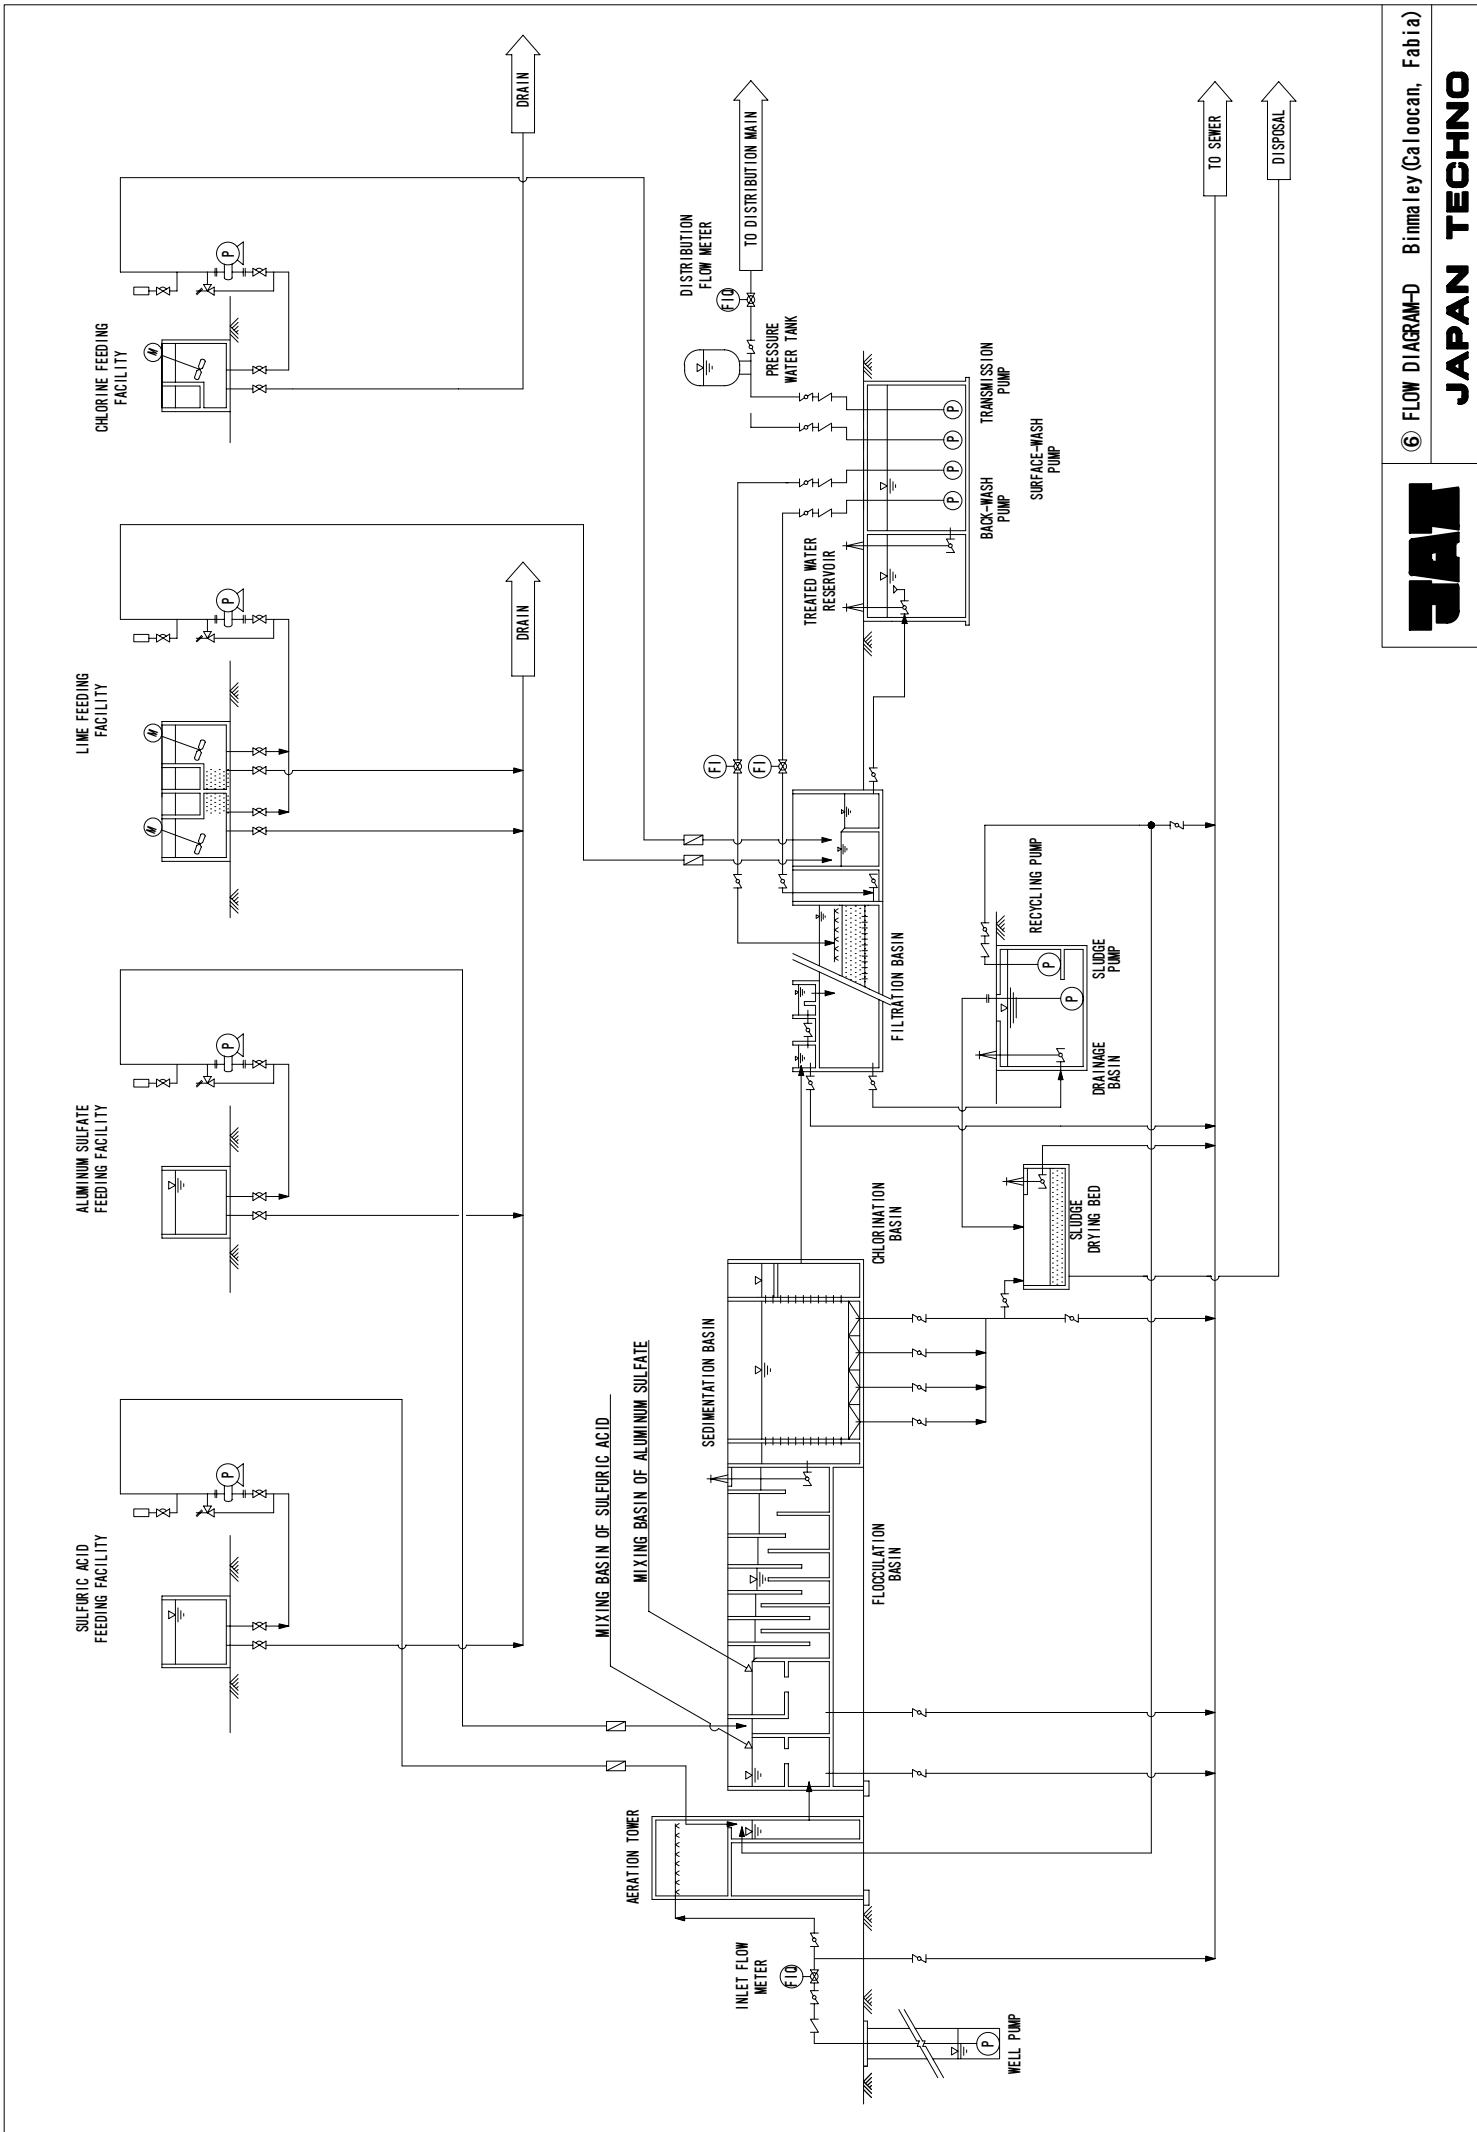 SULFURIC ACID
FEEDING FACILITY
P
ALUMINUM SULFATE
FEEDING FACILITY
P
LIME FEEDING
FACILITY
M
M
P
CHLORINE FEEDING
FACILITY
M
P
DRAIN
DRAIN
MIXING BASIN OF SULFURIC ACID
MIXING BASIN OF ALUMINUM SULFATE
AERATION TOWER
INLET FLOW
METER
FIQ
WELL PUMP
P
SEDIMENTATION BASIN
FLOCCULATION
BASIN
CHLORINATION
BASIN
FILTRATION BASIN
FI
FI
DISTRIBUTION
FLOW METER
FIQ
PRESSURE
WATER TANK
TO DISTRIBUTION MAIN
TREATED WATER
RESERVOIR
P
P
P
P
BACK-WASH
PUMP
SURFACE-WASH
PUMP
TRANSMISSION
PUMP
SLUDGE
DRYING BED
DRAINAGE
BASIN
SLUDGE
PUMP
RECYCLING PUMP
P
P
TO SEWER
DISPOSAL
⑥ FLOW DIAGRAM-D Binmaley(Caloocan, Fabia)
JAT
JAPAN TECHNO